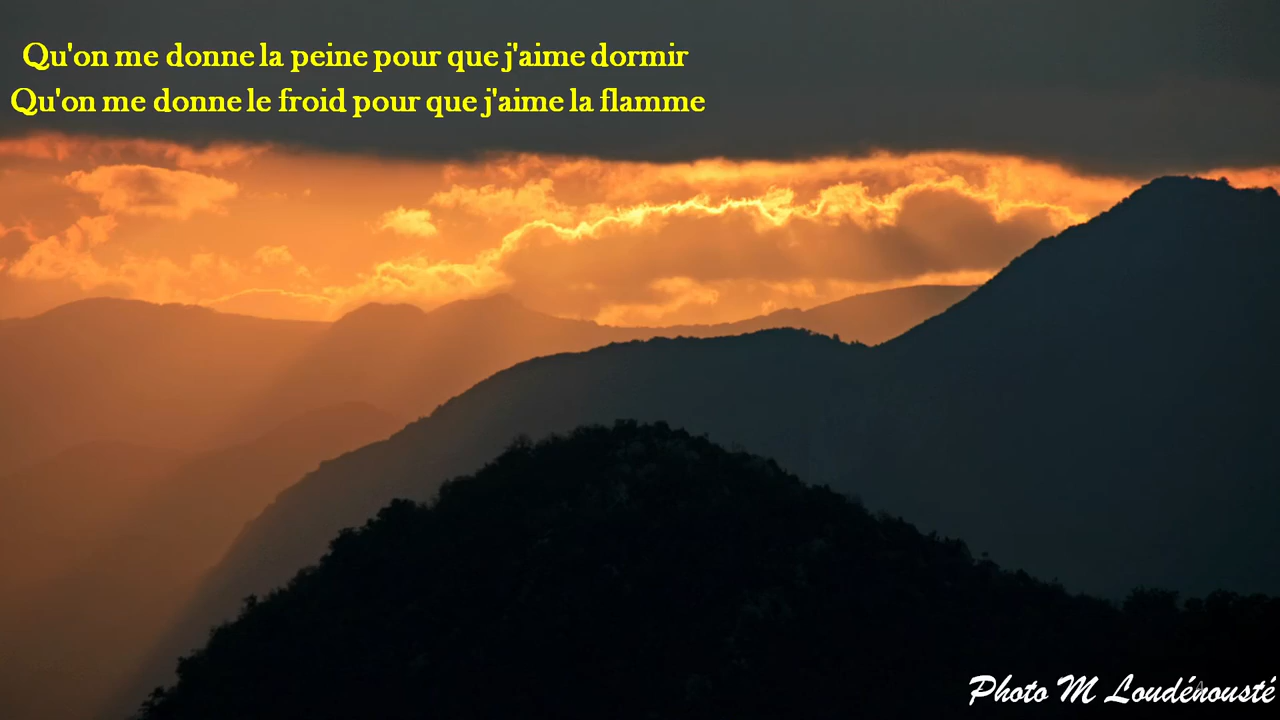 Qu'on me donne la peine pour que j'aime dormir
Qu'on me donne le froid pour que j'aime la flamme
Photo M Loudénousté